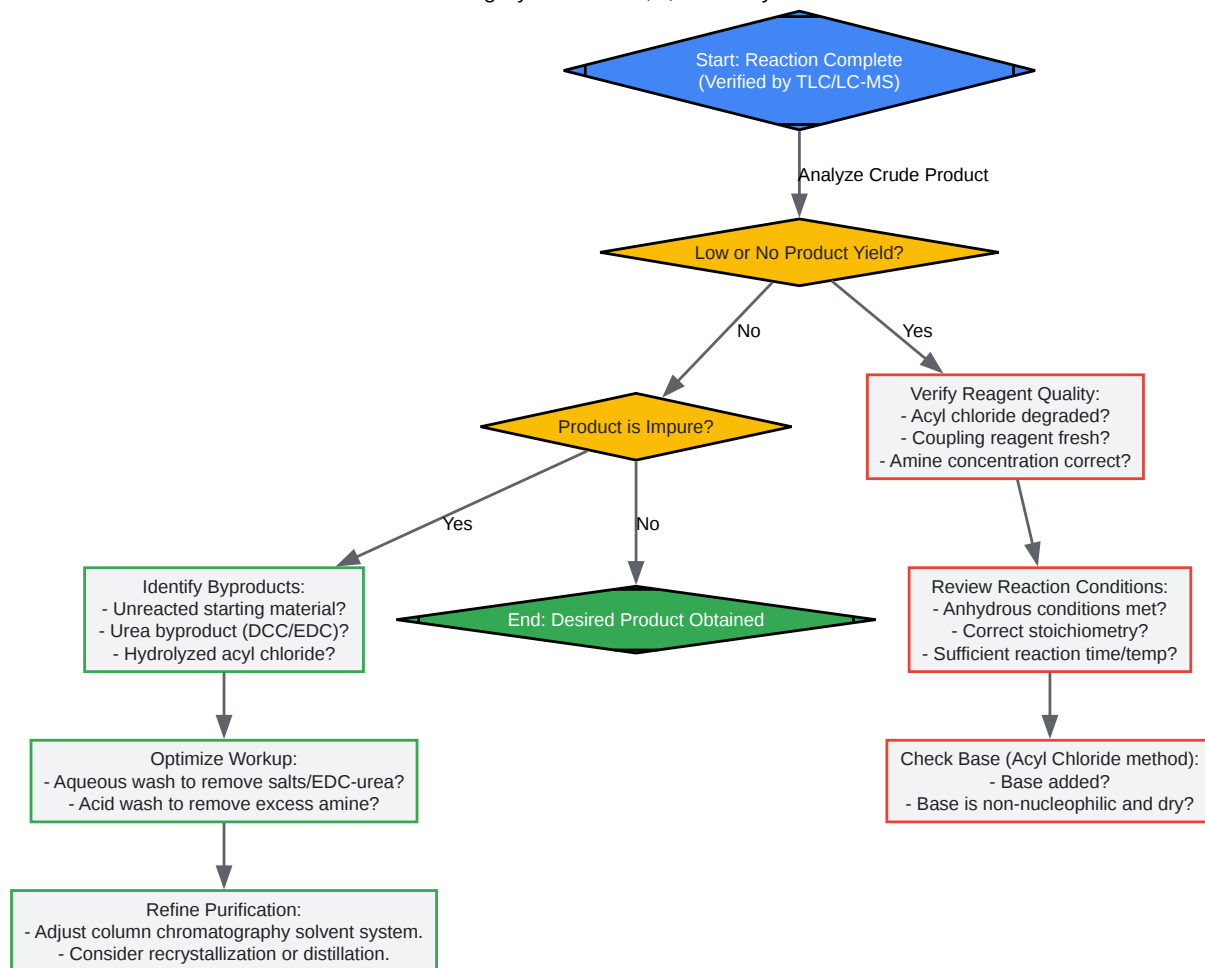 Start: Reaction Complete
(Verified by TLC/LC-MS)
Analyze Crude Product
Low or No Product Yield?
No
Yes
Verify Reagent Quality:
- Acyl chloride degraded?
- Coupling reagent fresh?
- Amine concentration correct?
Product is Impure?
Yes
No
Identify Byproducts:
- Unreacted starting material?
- Urea byproduct (DCC/EDC)?
- Hydrolyzed acyl chloride?
End: Desired Product Obtained
Review Reaction Conditions:
- Anhydrous conditions met?
- Correct stoichiometry?
- Sufficient reaction time/temp?
Optimize Workup:
- Aqueous wash to remove salts/EDC-urea?
- Acid wash to remove excess amine?
Check Base (Acyl Chloride method):
- Base added?
- Base is non-nucleophilic and dry?
Refine Purification:
- Adjust column chromatography solvent system.
- Consider recrystallization or distillation.